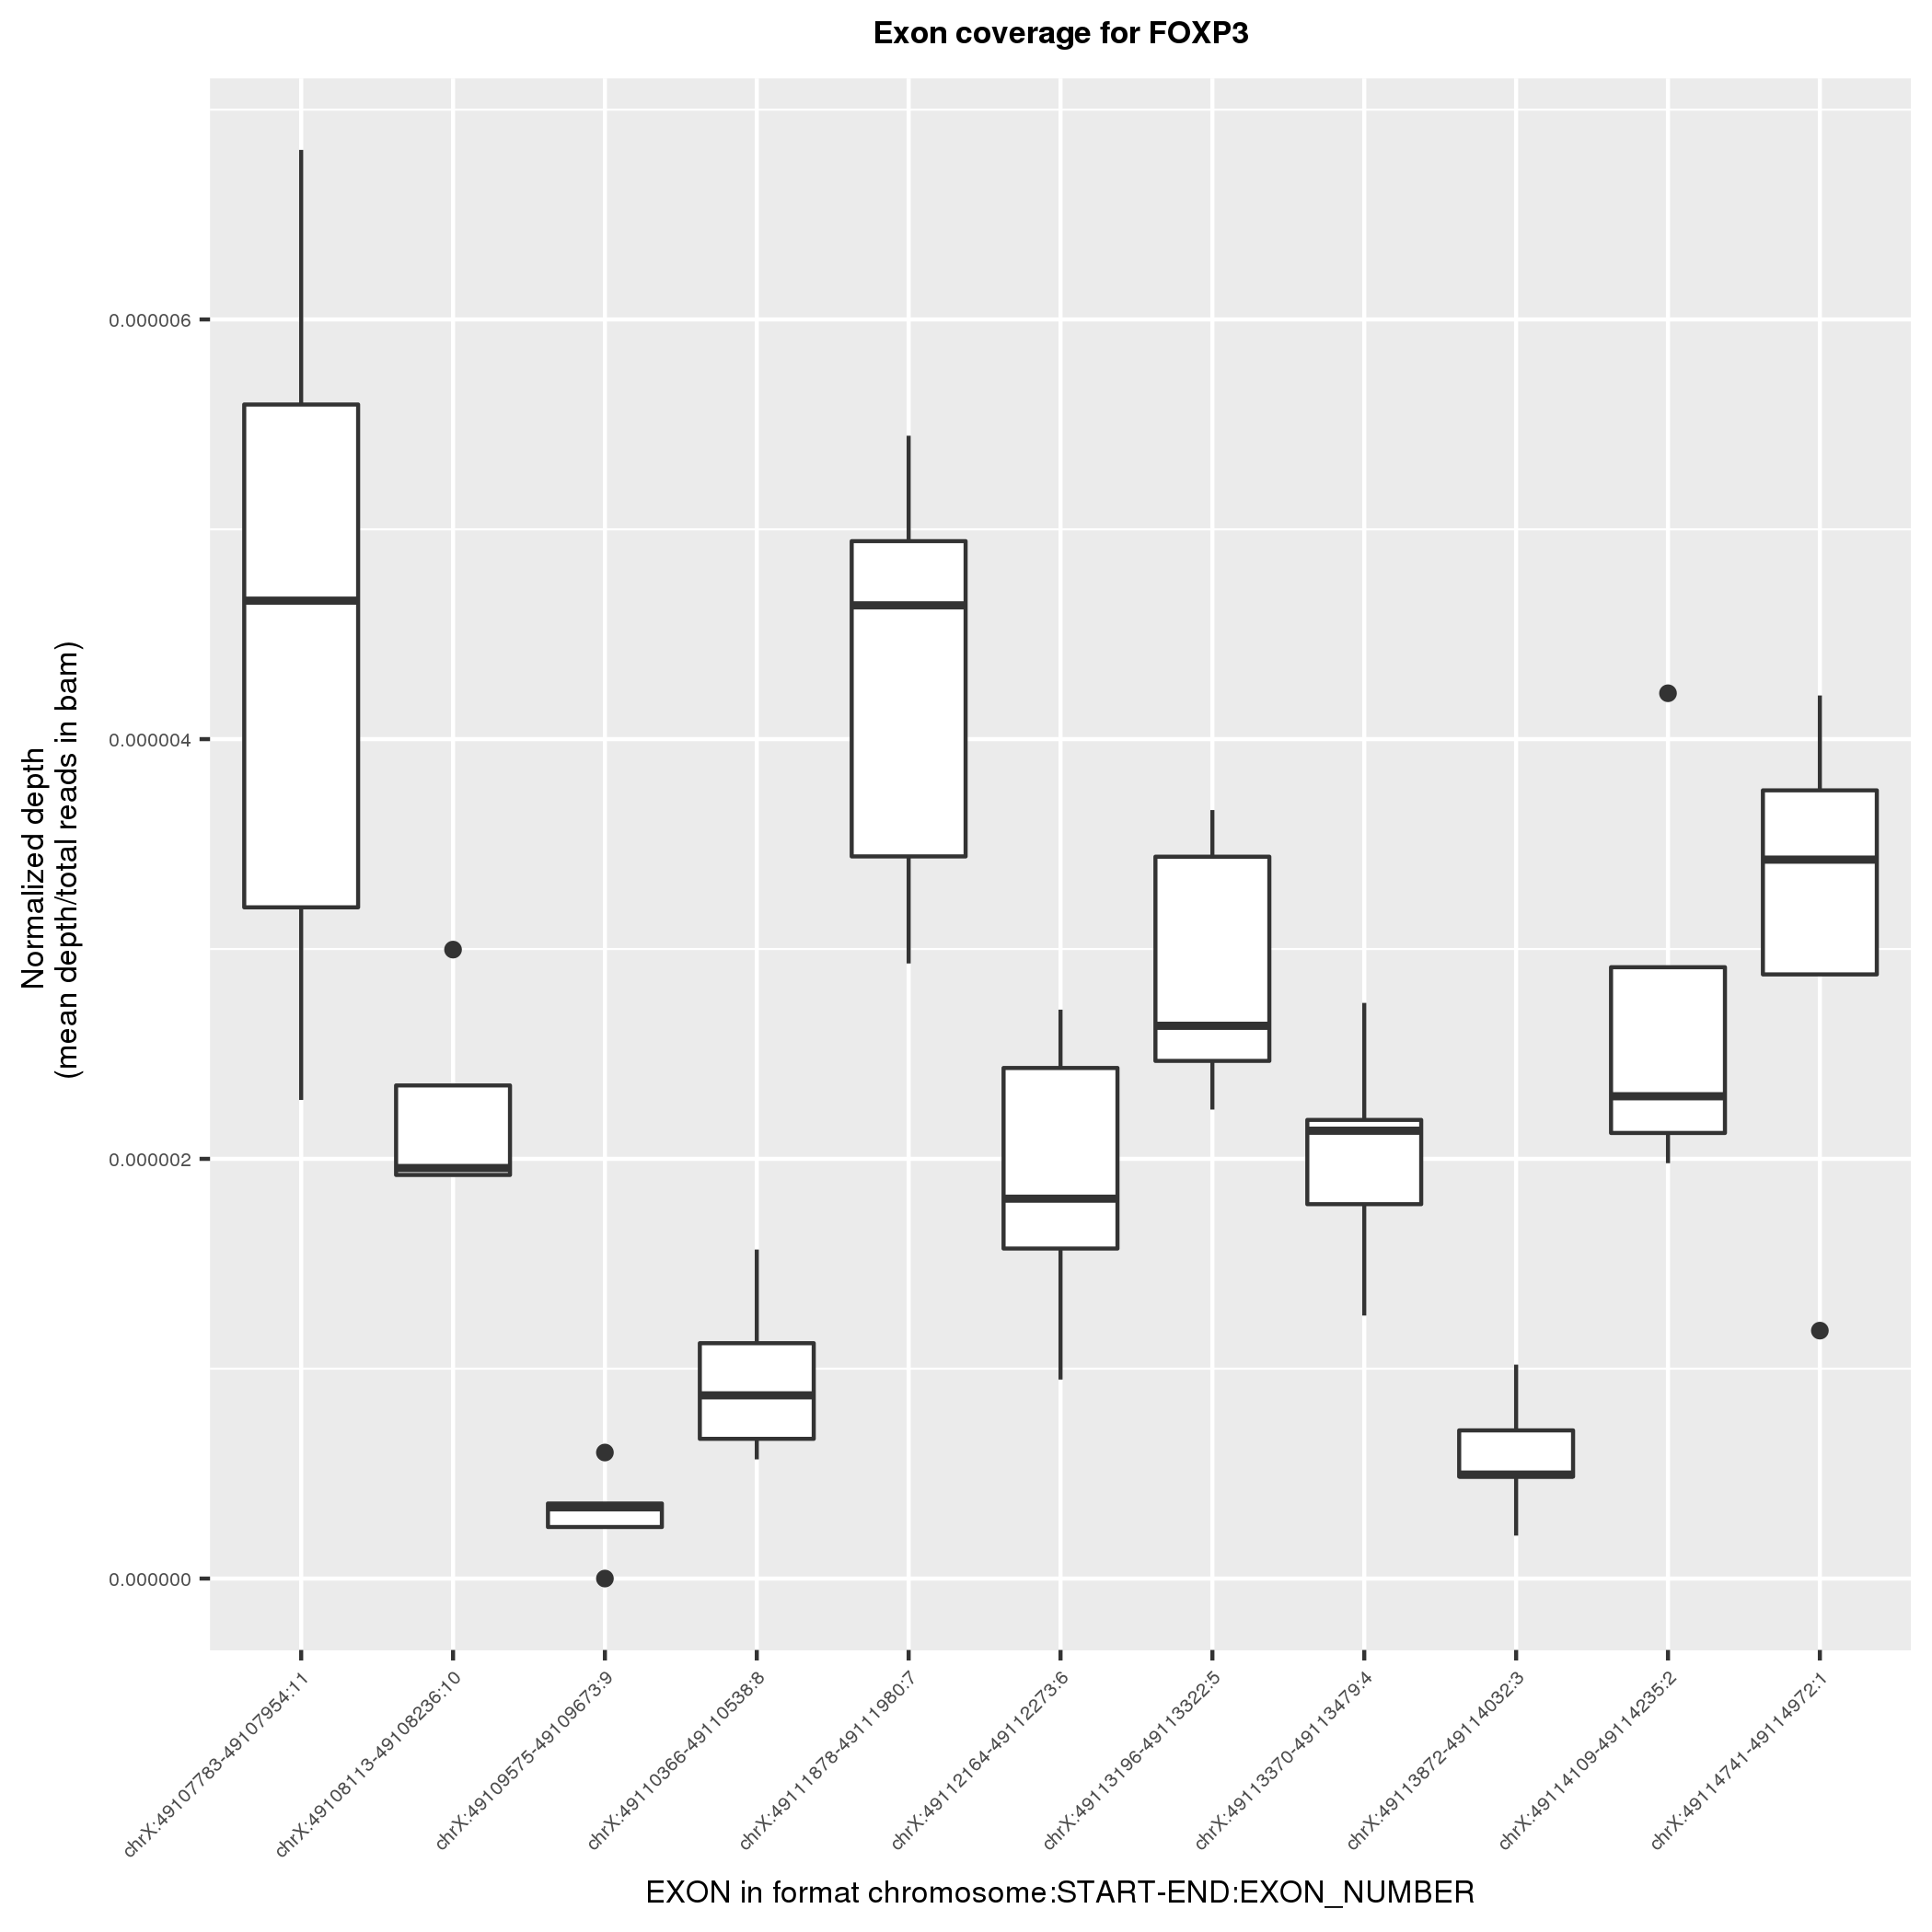 Exon coverage for FOXP3
Normalized depth
(mean depth/total reads in bam)
0.000006
0.000004
0.000002
0.000000
chrX:49107783-49107954:11
chrX:49108113-49108236:10
chrX:49109575-49109673:9
chrX:49110366-49110538:8
chrX:49111878-49111980:7
chrX:49112164-49112273:6
chrX:49113196-49113322:5
chrX:49113370-49113479:4
chrX:49113872-49114032:3
chrX:49114109-49114235:2
chrX:49114741-49114972:1
EXON in format chromosome:START-END:EXON_NUMBER